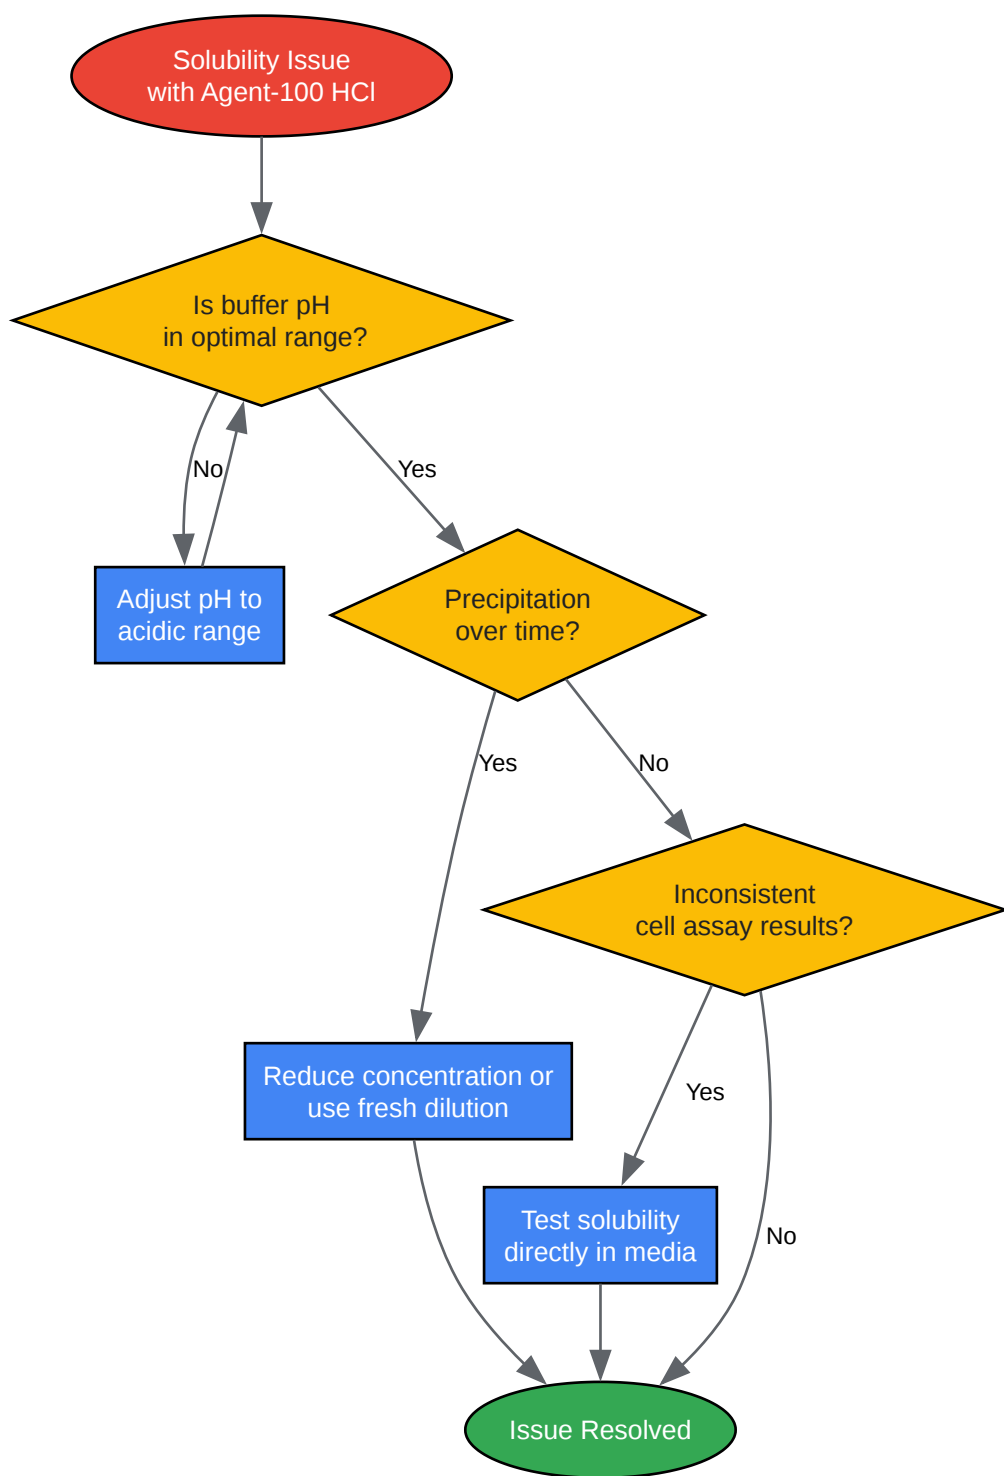 Solubility Issue
with Agent-100 HCl
Is buffer pH
in optimal range?
No
Yes
Adjust pH to
acidic range
Precipitation
over time?
Yes
No
Inconsistent
cell assay results?
Reduce concentration or
use fresh dilution
Yes
Test solubility
directly in media
No
Issue Resolved